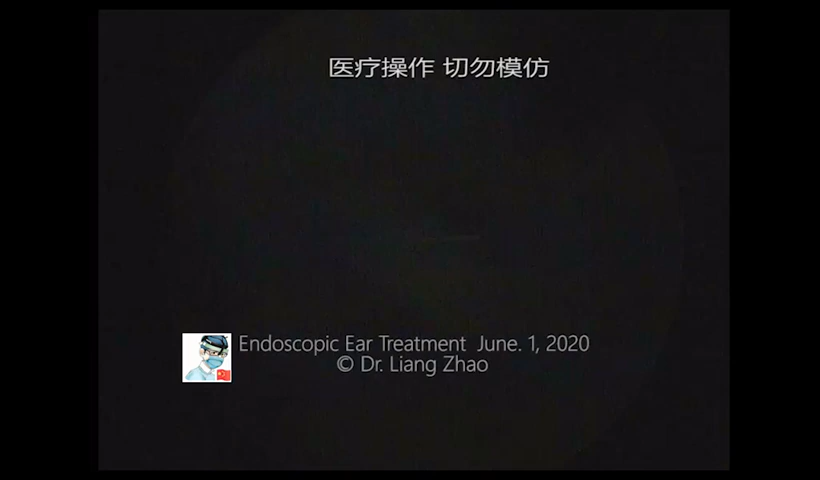 医疗操作 切勿模仿
Endoscopic Ear Treatment June. 1, 2020
© Dr. Liang Zhao